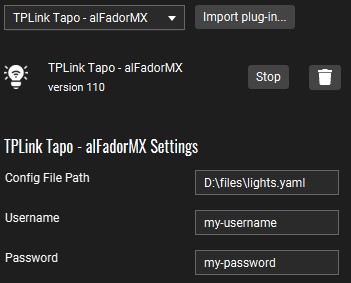 TPLink Tapo - alFadorMX
Import plug-in...
TPLink Tapo - alFadorMX
version 110
Stop
TPLink Tapo - alFadorMX Settings
Config File Path
D:\files\lights.yaml
Username
my-username
Password
my-password